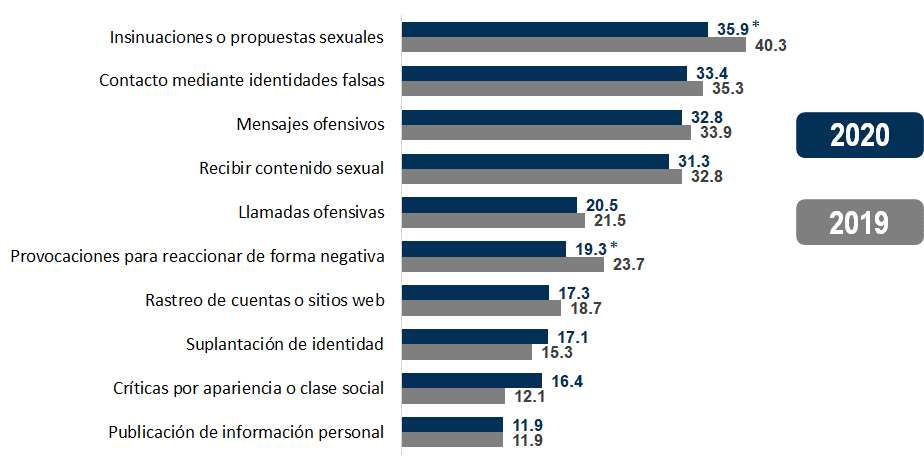 Insinuaciones o propuestas sexuales
35.9 *
40.3
Contacto mediante identidades falsas
33.4
35.3
Mensajes ofensivos
32.8
33.9
2020
Recibir contenido sexual
31.3
32.8
Llamadas ofensivas
20.5
21.5
2019
Provocaciones para reaccionar de forma negativa
19.3 *
23.7
Rastreo de cuentas o sitios web
17.3
18.7
Suplantación de identidad
17.1
15.3
Críticas por apariencia o clase social
16.4
12.1
Publicación de información personal
11.9
11.9